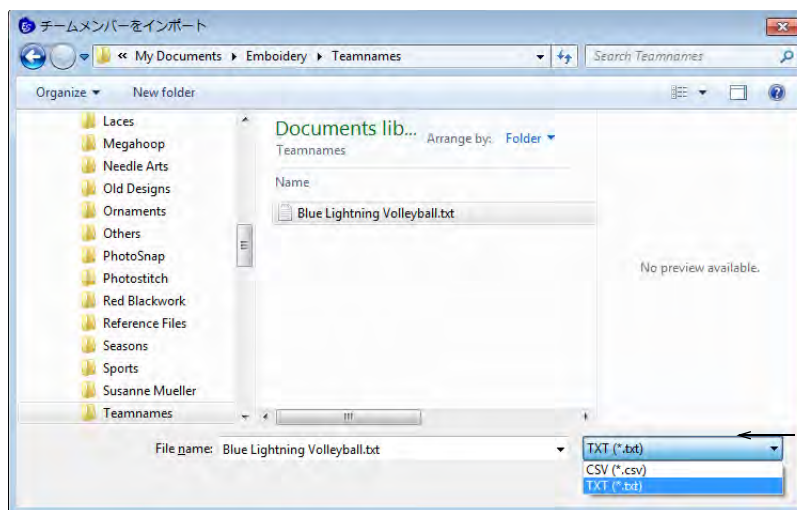 チームメンバーをインポート
« My Documents ▸ Emboidery ▸ Teamnames
Search Teamnames
Organize ▼ New folder
Laces
Megahoop
Needle Arts
Old Designs
Ornaments
Others
PhotoSnap
Photostitch
Red Blackwork
Reference Files
Seasons
Sports
Susanne Mueller
Teamnames
Documents lib...
Teamnames
Arrange by: Folder ▼
Name
Blue Lightning Volleyball.txt
No preview available.
File name: Blue Lightning Volleyball.txt
TXT (*.txt)
CSV (*.csv)
TXT (*.txt)